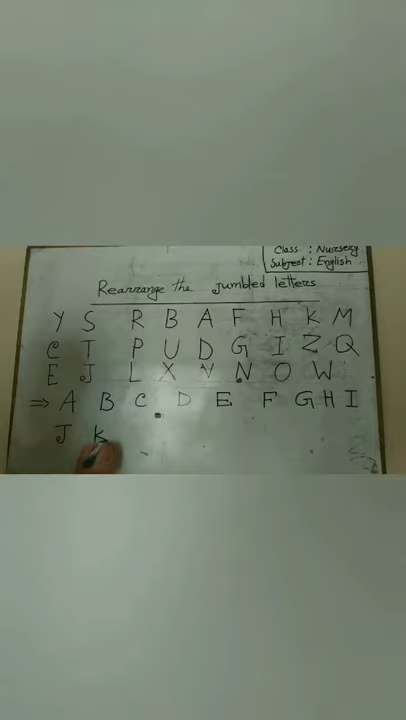 Class : Nursery
Subject : English
Rearrange the Jumbled letters
Y S R B A F H K M
C T P U D G I Z Q
E J L X V N O W
⇒ A B C D E F G H I
J K